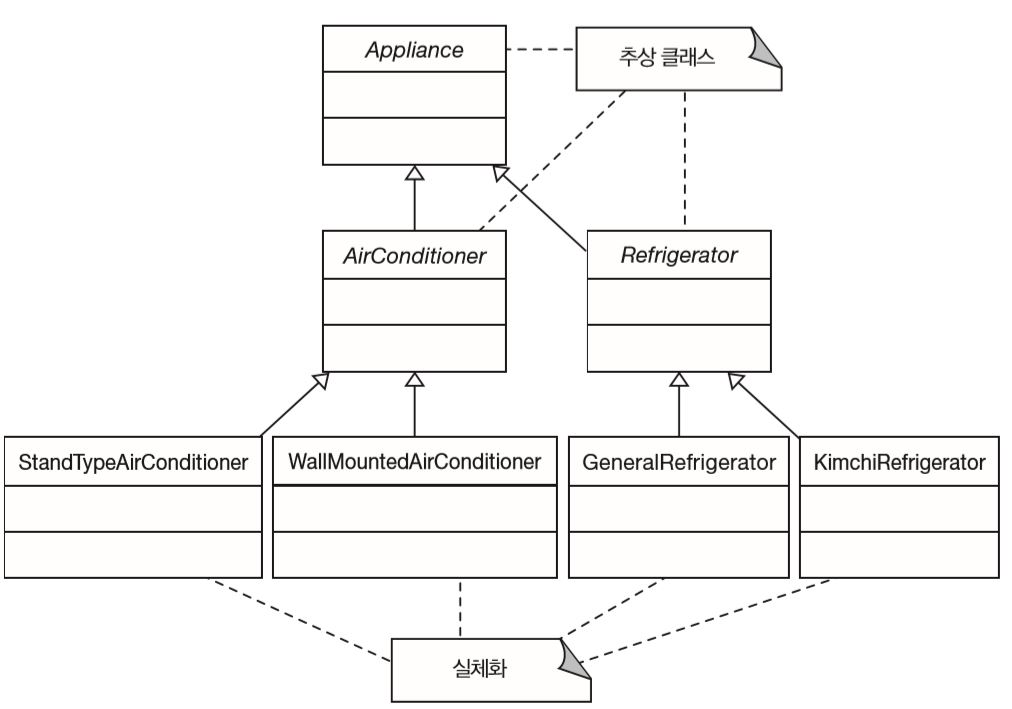 Appliance
추상 클래스
AirConditioner
Refrigerator
StandTypeAirConditioner
WallMountedAirConditioner
GeneralRefrigerator
KimchiRefrigerator
실체화